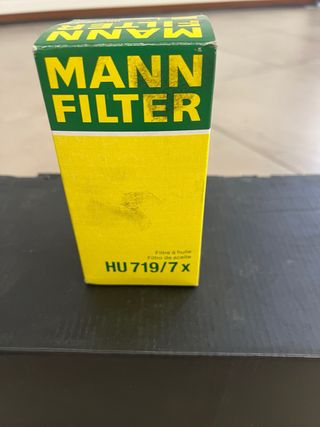 MANN
FILTER
MANN
FILTER
Filtre à huile
Filtro de aceite
HU 719/7 x